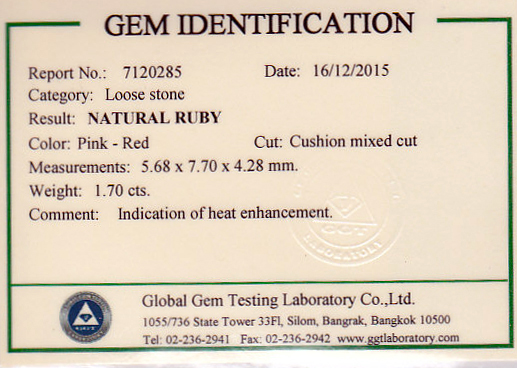 GEM IDENTIFICATION
Report No.: 7120285 Date: 16/12/2015
Category: Loose stone
Result: NATURAL RUBY
Color: Pink - Red Cut: Cushion mixed cut
Measurements: 5.68 x 7.70 x 4.28 mm.
Weight: 1.70 cts.
Comment: Indication of heat enhancement.
GGT
LABORATORY
Global Gem Testing Laboratory Co.,Ltd.
1055/736 State Tower 33Fl, Silom, Bangrak, Bangkok 10500
Tel: 02-236-2941 Fax: 02-236-2942 www.ggtlaboratory.com